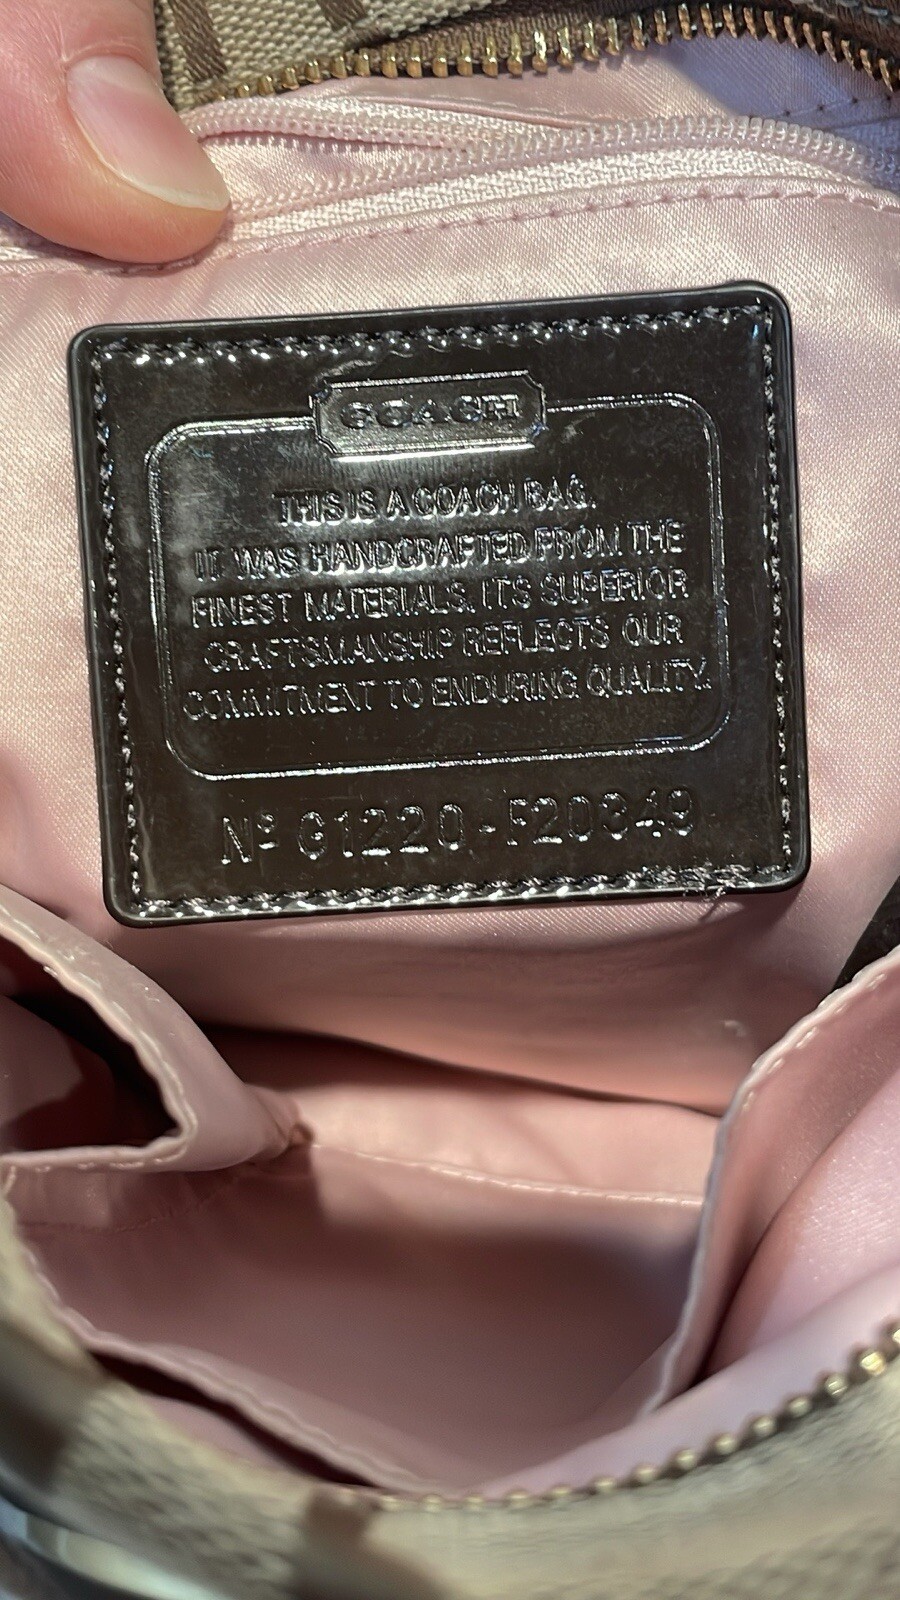 COACH
THIS IS A COACH BAG.
IT WAS HANDCRAFTED FROM THE
FINEST MATERIALS. ITS SUPERIOR
CRAFTSMANSHIP REFLECTS OUR
COMMITMENT TO ENDURING QUALITY.
Nº G1220-F20349